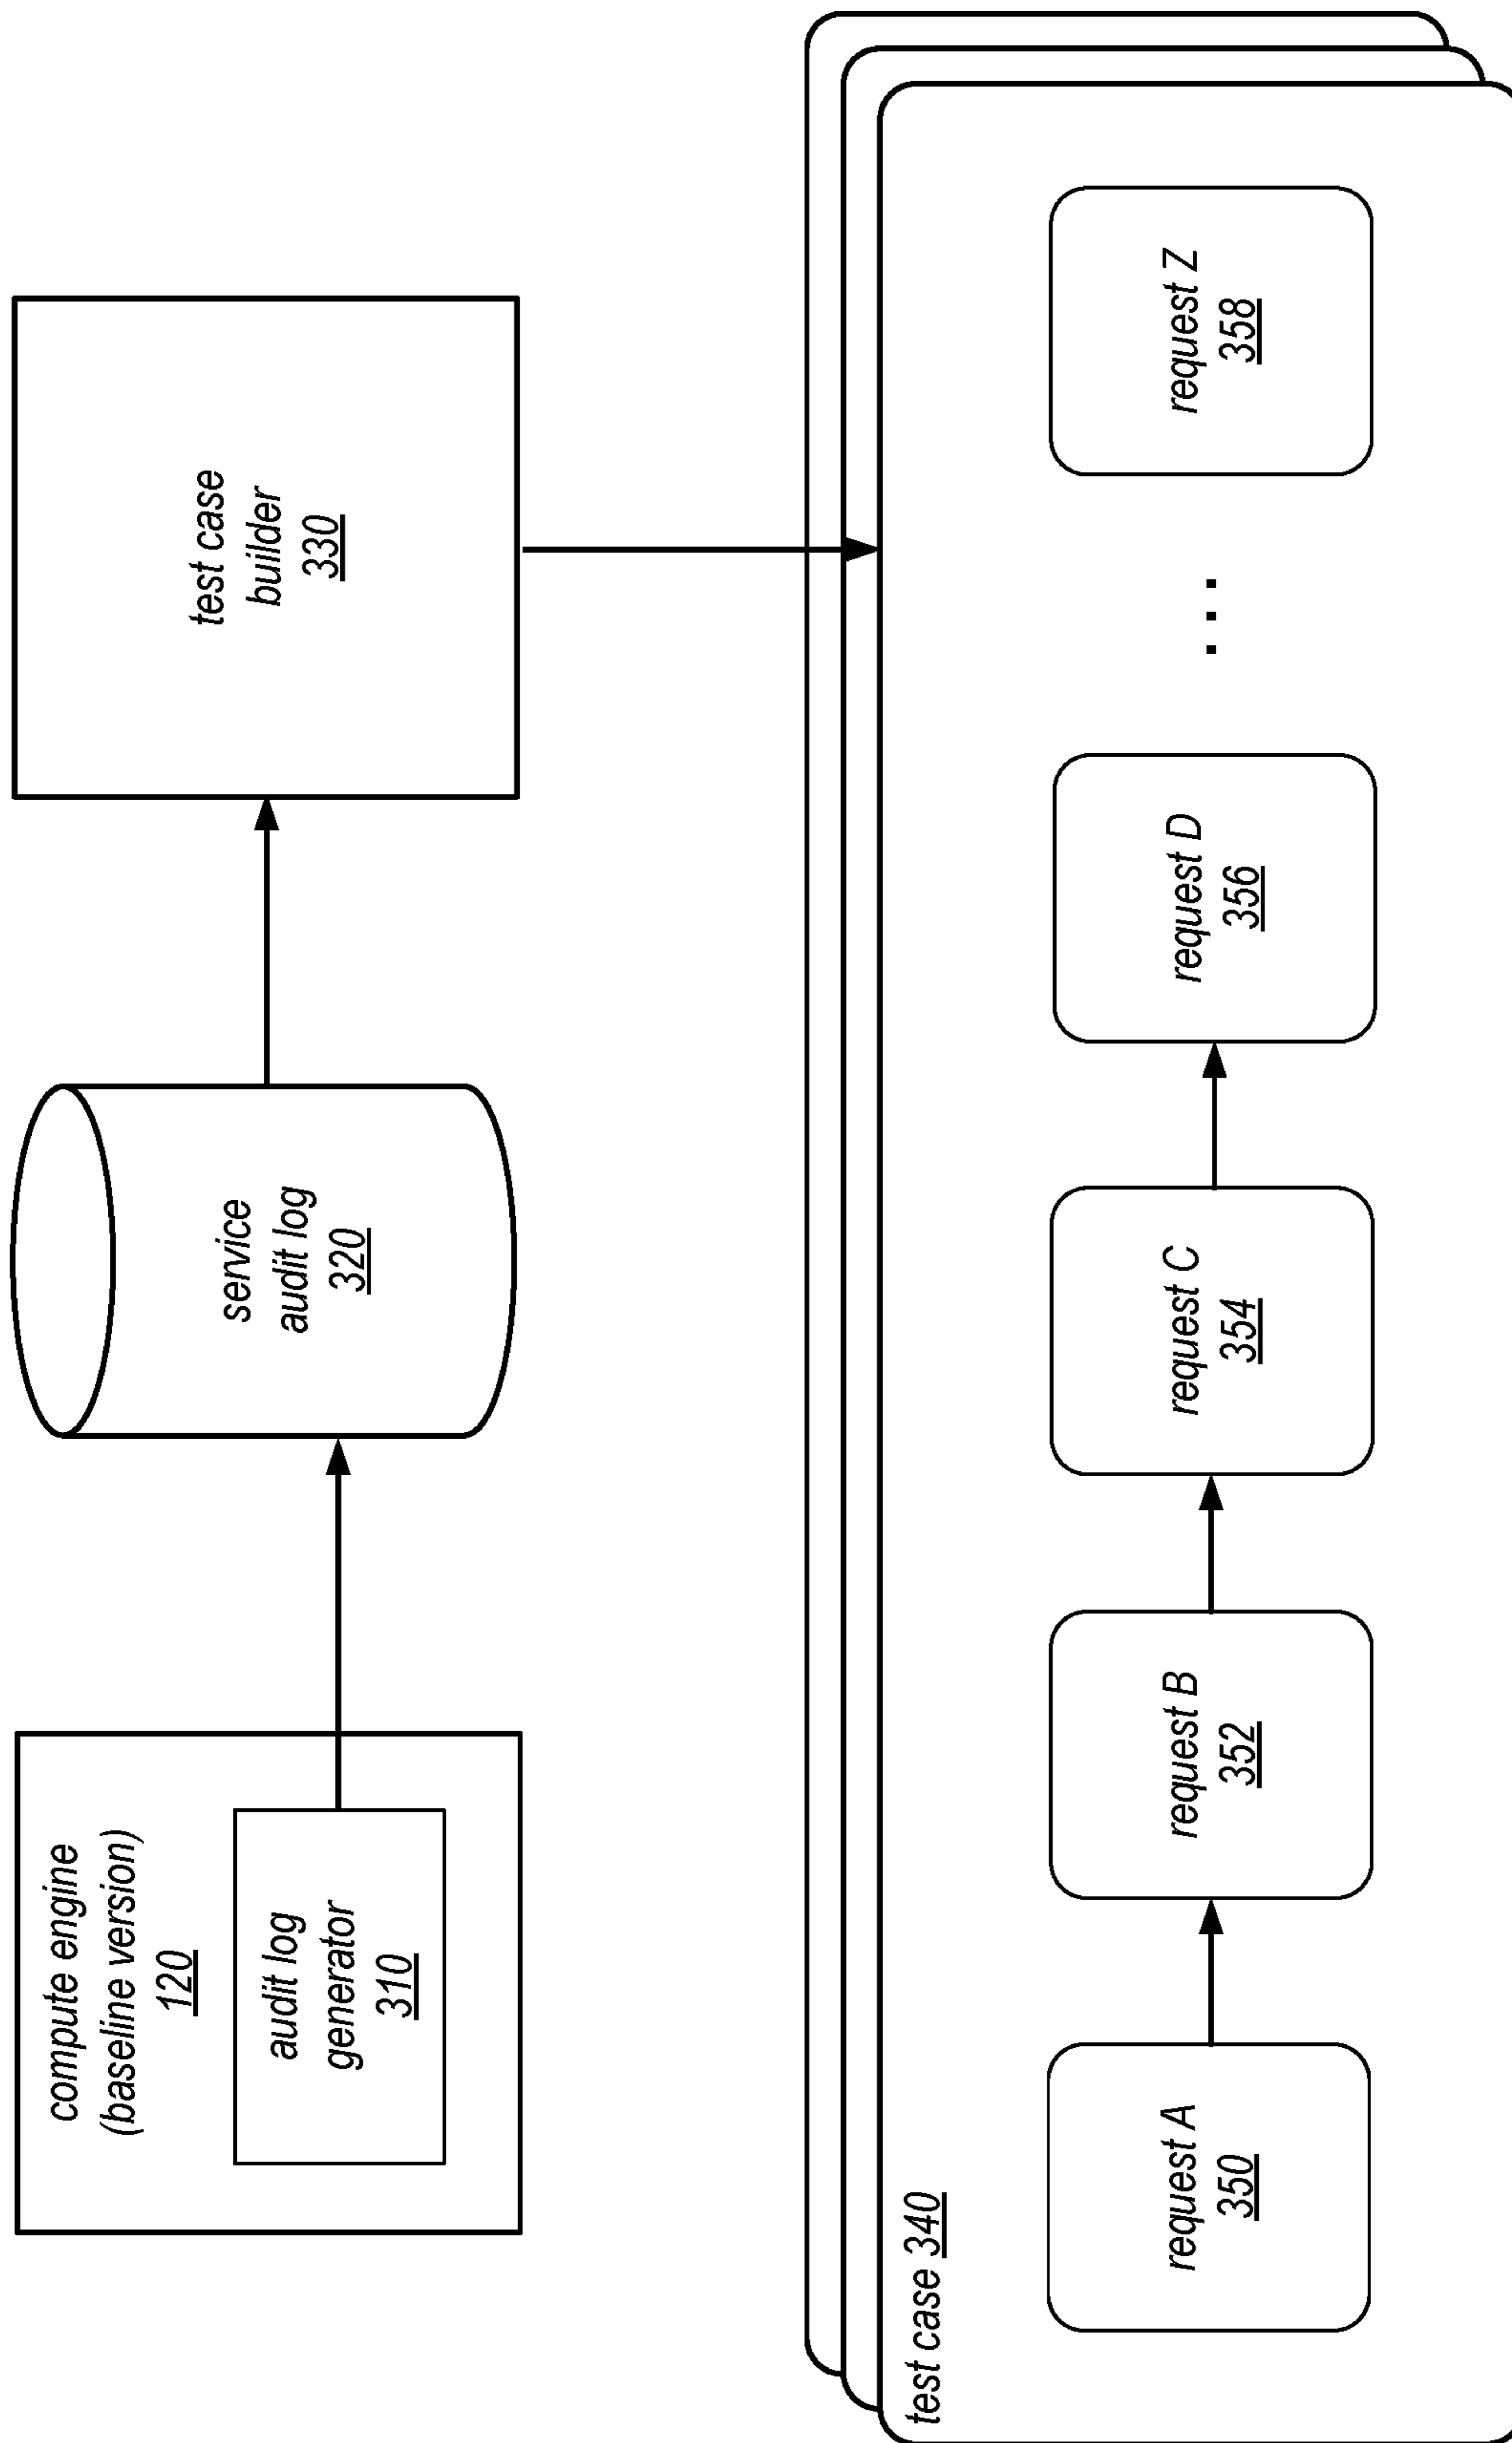 compute engine
(baseline version)
120
audit log
generator
310
service
audit log
320
test case
builder
330
test case 340
request A
350
request B
352
request C
354
request D
356
...
request Z
358